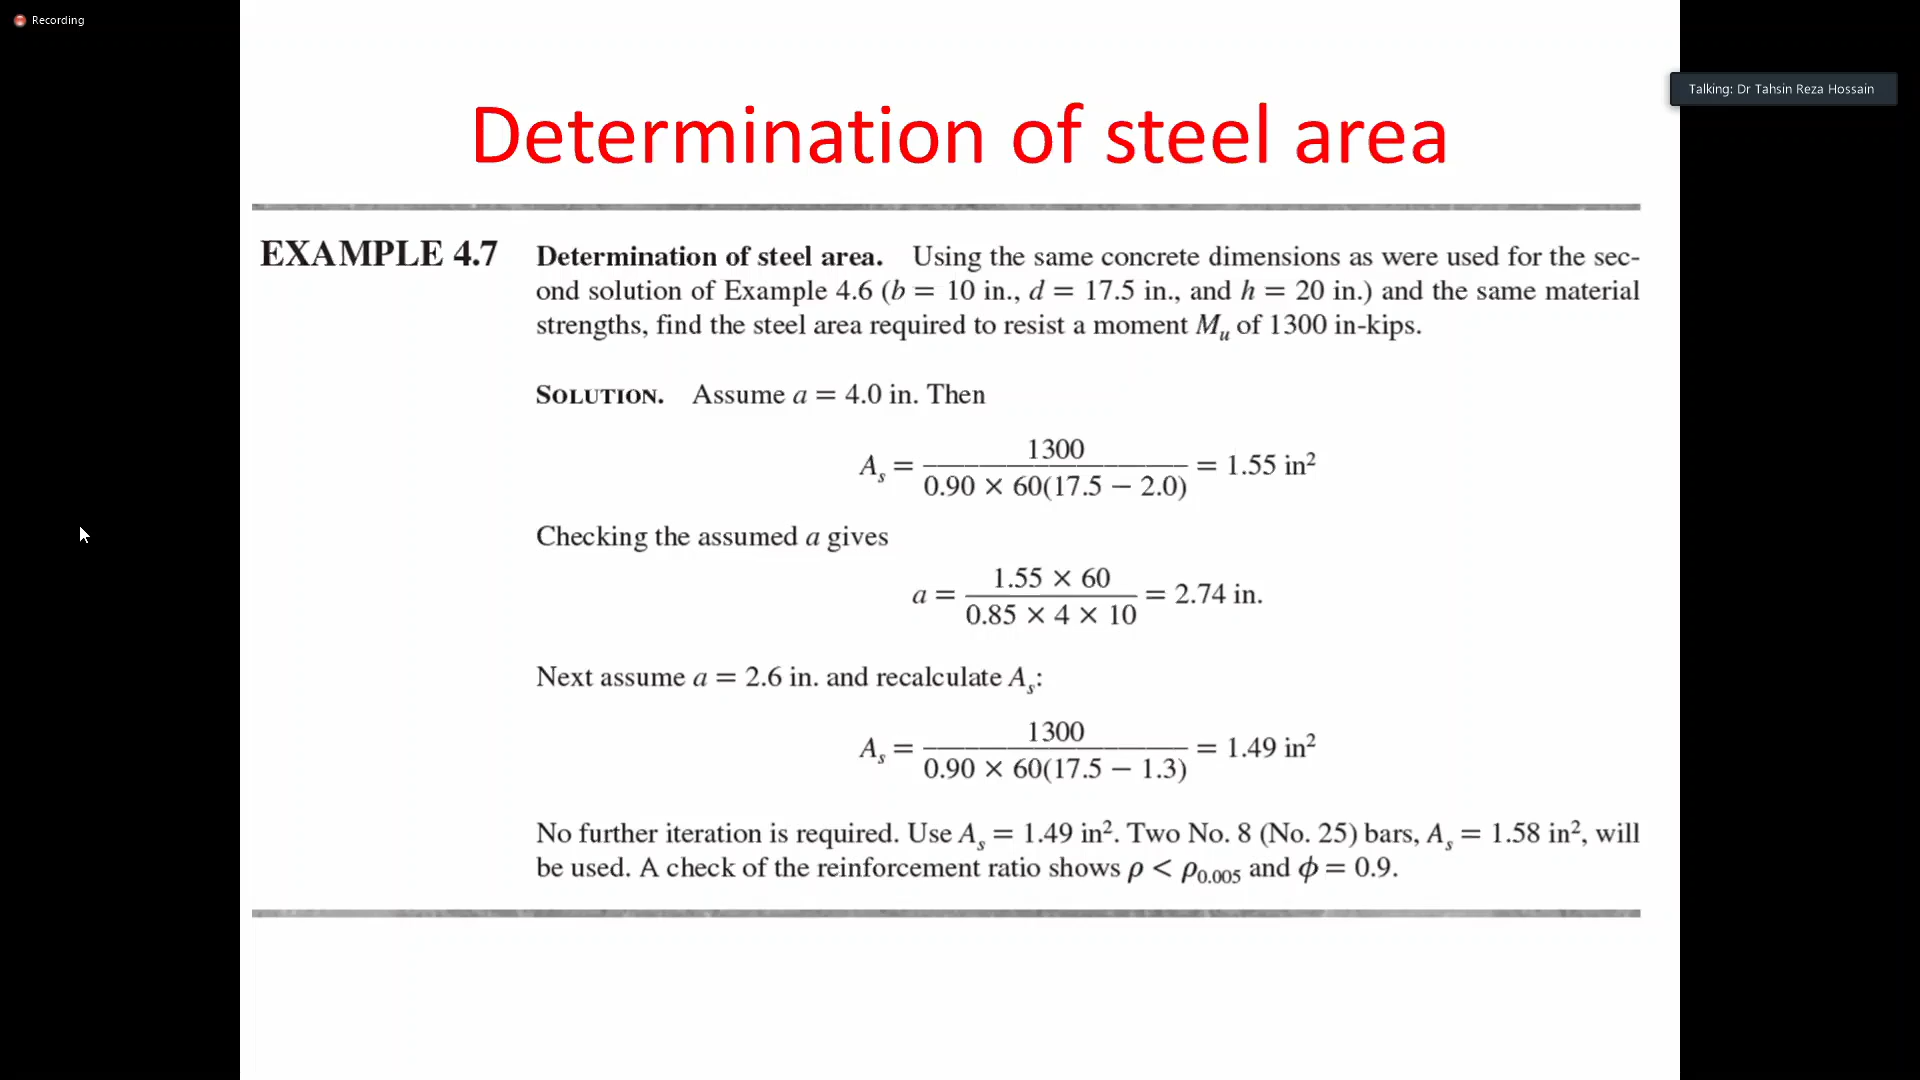 Recording
Talking: Dr Tahsin Reza Hossain
Determination of steel area
EXAMPLE 4.7 Determination of steel area. Using the same concrete dimensions as were used for the sec-
ond solution of Example 4.6 (b = 10 in., d = 17.5 in., and h = 20 in.) and the same material
strengths, find the steel area required to resist a moment Mᵤ of 1300 in-kips.
SOLUTION. Assume a = 4.0 in. Then
1300
Aₛ = = 1.55 in²
0.90 × 60(17.5 − 2.0)
Checking the assumed a gives
1.55 × 60
a = = 2.74 in.
0.85 × 4 × 10
Next assume a = 2.6 in. and recalculate Aₛ:
1300
Aₛ = = 1.49 in²
0.90 × 60(17.5 − 1.3)
No further iteration is required. Use Aₛ = 1.49 in². Two No. 8 (No. 25) bars, Aₛ = 1.58 in², will
be used. A check of the reinforcement ratio shows ρ < ρ0.005 and ϕ = 0.9.